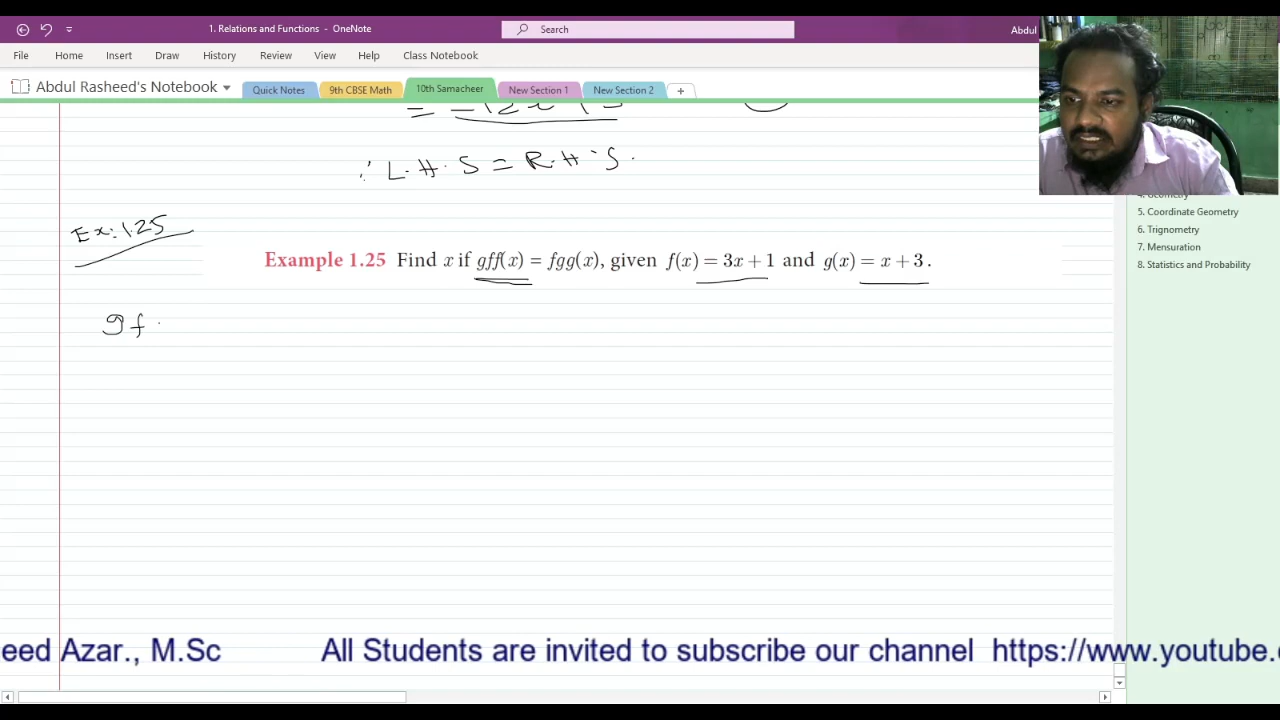 1. Relations and Functions - OneNote
Search
Abdul
File Home Insert Draw History Review View Help Class Notebook
Abdul Rasheed's Notebook
Quick Notes 9th CBSE Math 10th Samacheer New Section 1 New Section 2 +
∴ L.H.S = R.H.S.
Ex: 1.25
Example 1.25 Find x if gff(x) = fgg(x), given f(x) = 3x + 1 and g(x) = x + 3.
gf
5. Coordinate Geometry
6. Trignometry
7. Mensuration
8. Statistics and Probability
eed Azar., M.Sc All Students are invited to subscribe our channel https://www.youtube.